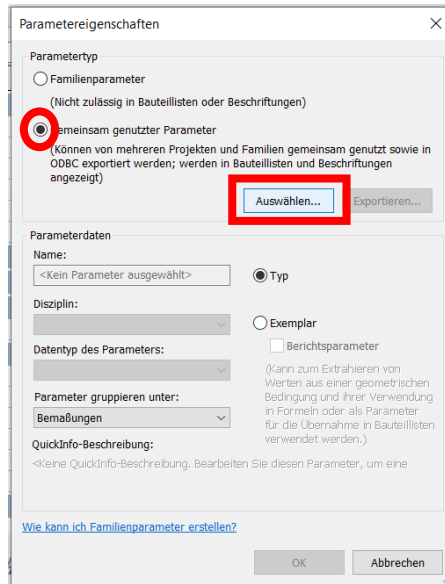 Parametereigenschaften
Parametertyp
Familienparameter
(Nicht zulässig in Bauteillisten oder Beschriftungen)
Gemeinsam genutzter Parameter
(Können von mehreren Projekten und Familien gemeinsam genutzt sowie in
ODBC exportiert werden; werden in Bauteillisten und Beschriftungen
angezeigt)
Auswählen...
Exportieren...
Parameterdaten
Name:
<Kein Parameter ausgewählt>
Typ
Disziplin:
Exemplar
Berichtsparameter
Datentyp des Parameters:
(Kann zum Extrahieren von
Werten aus einer geometrischen
Bedingung und ihrer Verwendung
in Formeln oder als Parameter
für die Übernahme in Bauteillisten
verwendet werden.)
Parameter gruppieren unter:
Bemaßungen
QuickInfo-Beschreibung:
<Keine QuickInfo-Beschreibung. Bearbeiten Sie diesen Parameter, um eine
Wie kann ich Familienparameter erstellen?
OK
Abbrechen